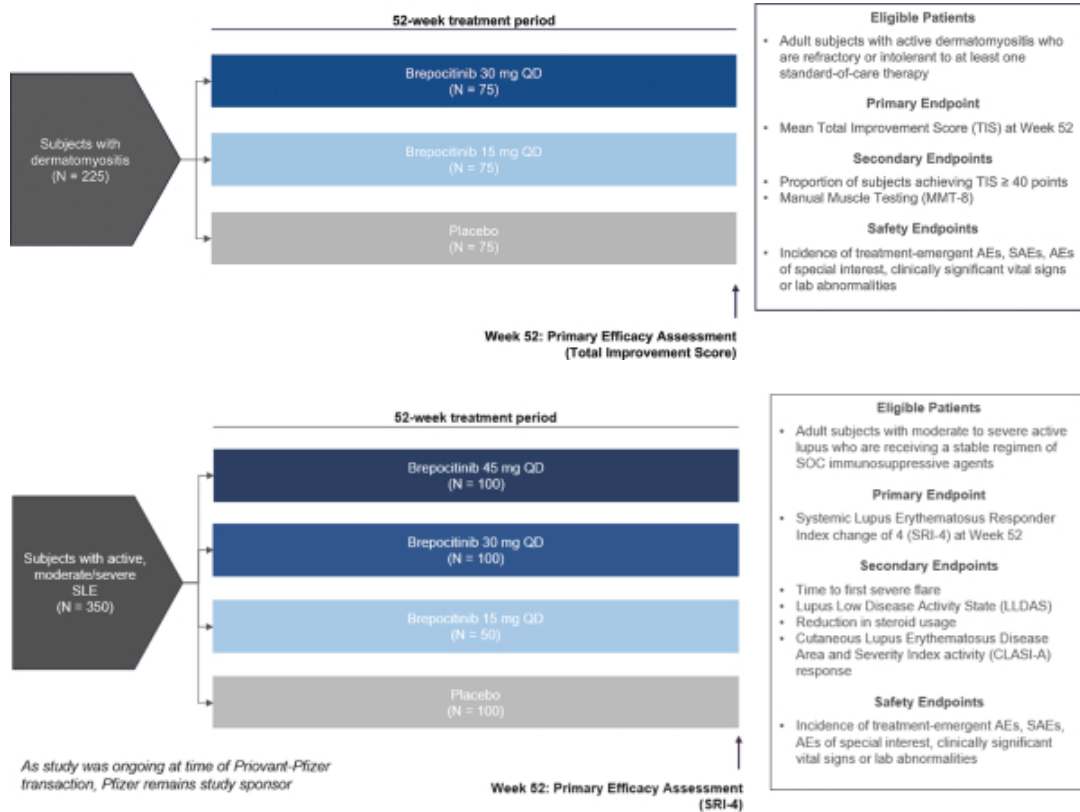 52-week treatment period
Subjects with
dermatomyositis
(N = 225)
Brepocitinib 30 mg QD
(N = 75)
Brepocitinib 15 mg QD
(N = 75)
Placebo
(N = 75)
Week 52: Primary Efficacy Assessment
(Total Improvement Score)
Eligible Patients
• Adult subjects with active dermatomyositis who
are refractory or intolerant to at least one
standard-of-care therapy
Primary Endpoint
• Mean Total Improvement Score (TIS) at Week 52
Secondary Endpoints
• Proportion of subjects achieving TIS ≥ 40 points
• Manual Muscle Testing (MMT-8)
Safety Endpoints
• Incidence of treatment-emergent AEs, SAEs, AEs
of special interest, clinically significant vital signs
or lab abnormalities
52-week treatment period
Subjects with active,
moderate/severe
SLE
(N = 350)
Brepocitinib 45 mg QD
(N = 100)
Brepocitinib 30 mg QD
(N = 100)
Brepocitinib 15 mg QD
(N = 50)
Placebo
(N = 100)
As study was ongoing at time of Priovant-Pfizer
transaction, Pfizer remains study sponsor
Week 52: Primary Efficacy Assessment
(SRI-4)
Eligible Patients
• Adult subjects with moderate to severe active
lupus who are receiving a stable regimen of
SOC immunosuppressive agents
Primary Endpoint
• Systemic Lupus Erythematosus Responder
Index change of 4 (SRI-4) at Week 52
Secondary Endpoints
• Time to first severe flare
• Lupus Low Disease Activity State (LLDAS)
• Reduction in steroid usage
• Cutaneous Lupus Erythematosus Disease
Area and Severity Index activity (CLASI-A)
response
Safety Endpoints
• Incidence of treatment-emergent AEs, SAEs,
AEs of special interest, clinically significant
vital signs or lab abnormalities